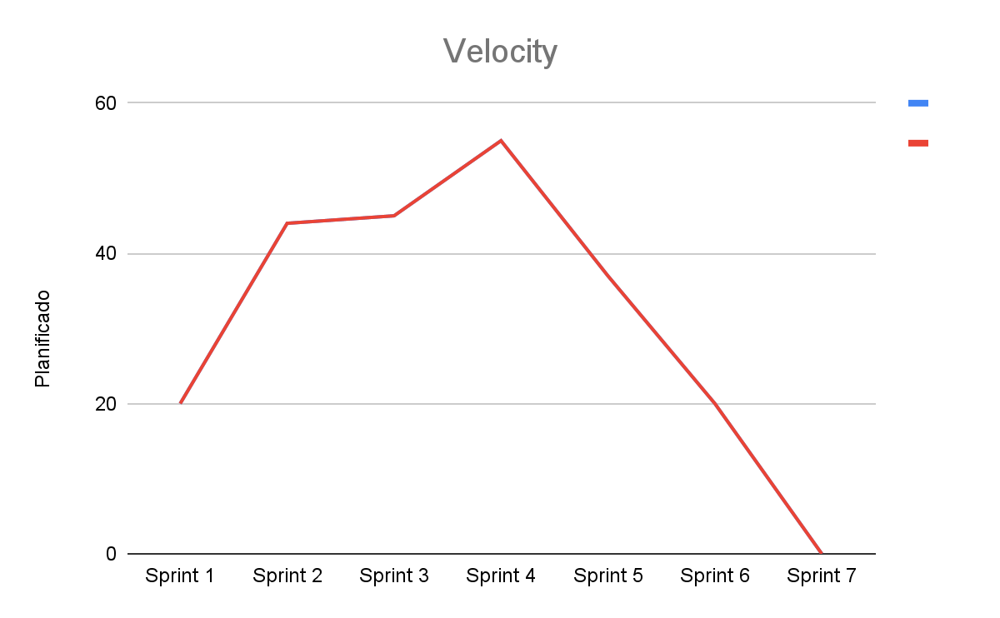 Velocity
60
40
20
0
Planificado
Sprint 1
Sprint 2
Sprint 3
Sprint 4
Sprint 5
Sprint 6
Sprint 7